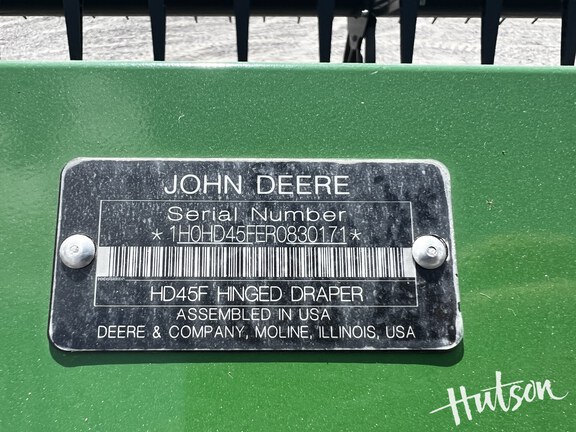 JOHN DEERE
Serial Number
*1H0HD45FER0830171*
HD45F HINGED DRAPER
ASSEMBLED IN USA
DEERE & COMPANY, MOLINE, ILLINOIS, USA
Hutson